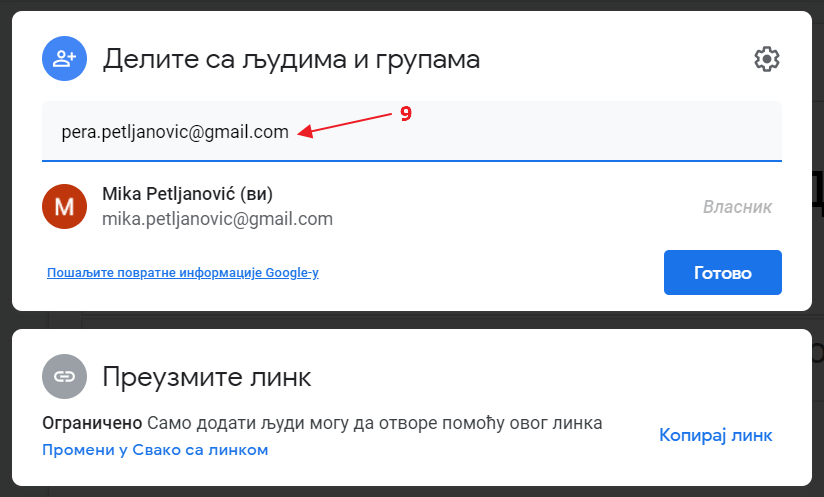 Делите са људима и групама
pera.petljanovic@gmail.com
9
M
Mika Petljanović (ви)
mika.petljanovic@gmail.com
Власник
Пошаљите повратне информације Google-у
Готово
Преузмите линк
Ограничено Само додати људи могу да отворе помоћу овог линка
Промени у Свако са линком
Копирај линк